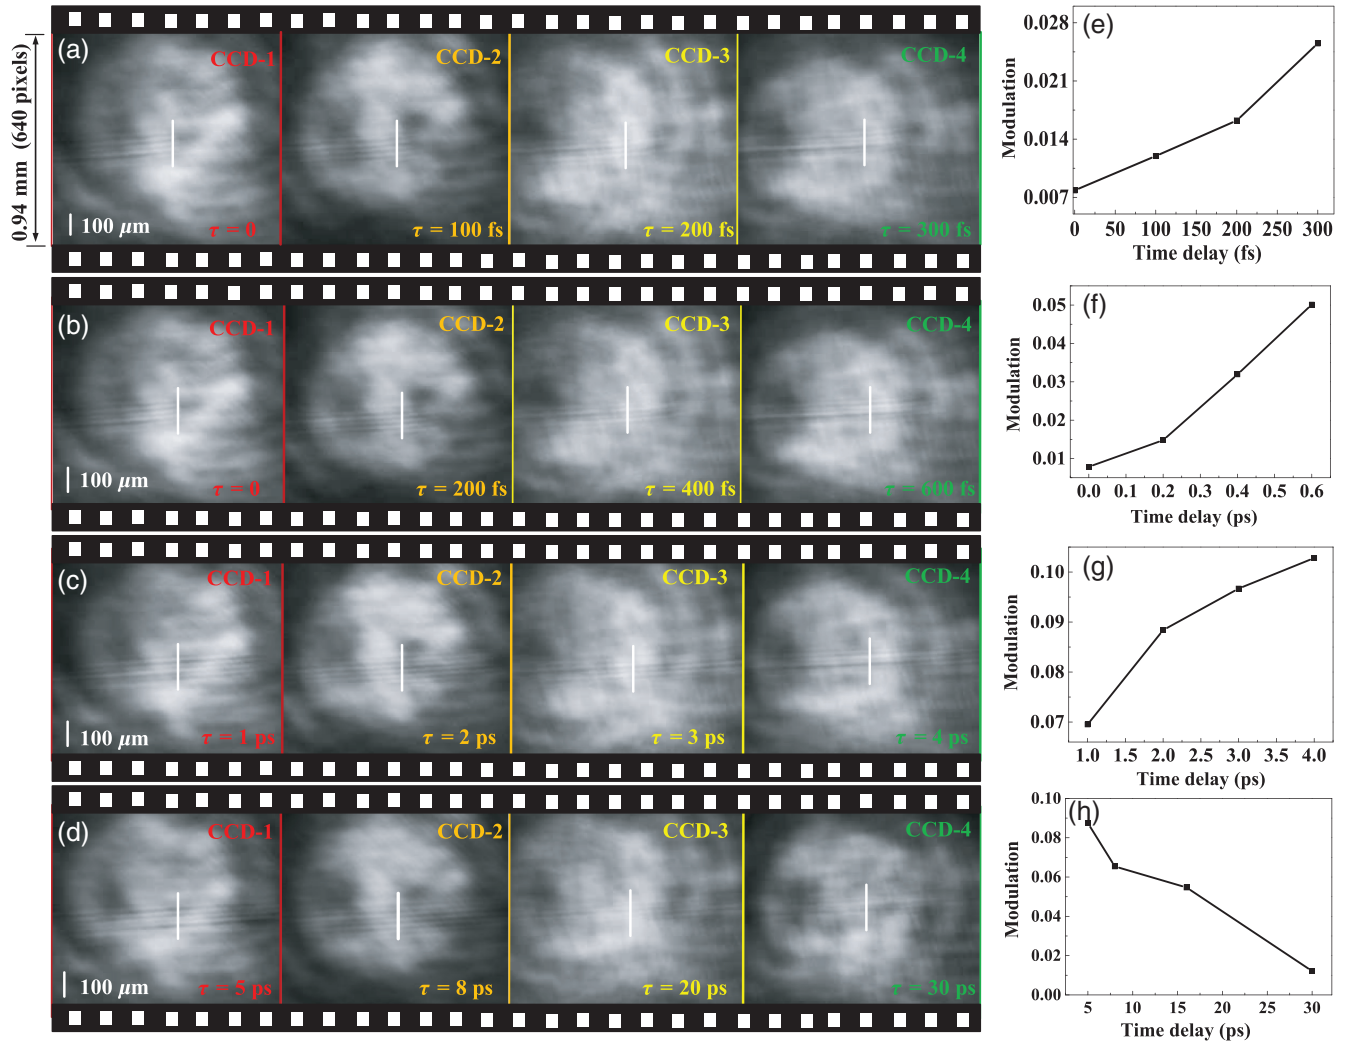 (a)
CCD-1
CCD-2
CCD-3
CCD-4
0.94 mm (640 pixels)
100 μm
τ = 0
τ = 100 fs
τ = 200 fs
τ = 300 fs
(e)
Modulation
0.028
0.021
0.014
0.007
0 50 100 150 200 250 300
Time delay (fs)
(b)
CCD-1
CCD-2
CCD-3
CCD-4
100 μm
τ = 0
τ = 200 fs
τ = 400 fs
τ = 600 fs
(f)
Modulation
0.05
0.03
0.02
0.01
0.0 0.1 0.2 0.3 0.4 0.5 0.6
Time delay (ps)
(c)
CCD-1
CCD-2
CCD-3
CCD-4
100 μm
τ = 1 ps
τ = 2 ps
τ = 3 ps
τ = 4 ps
(g)
Modulation
0.10
0.09
0.08
0.07
1.0 1.5 2.0 2.5 3.0 3.5 4.0
Time delay (ps)
(d)
CCD-1
CCD-2
CCD-3
CCD-4
100 μm
τ = 5 ps
τ = 8 ps
τ = 20 ps
τ = 30 ps
(h)
Modulation
0.10
0.08
0.06
0.04
0.02
0.00
5 10 15 20 25 30
Time delay (ps)